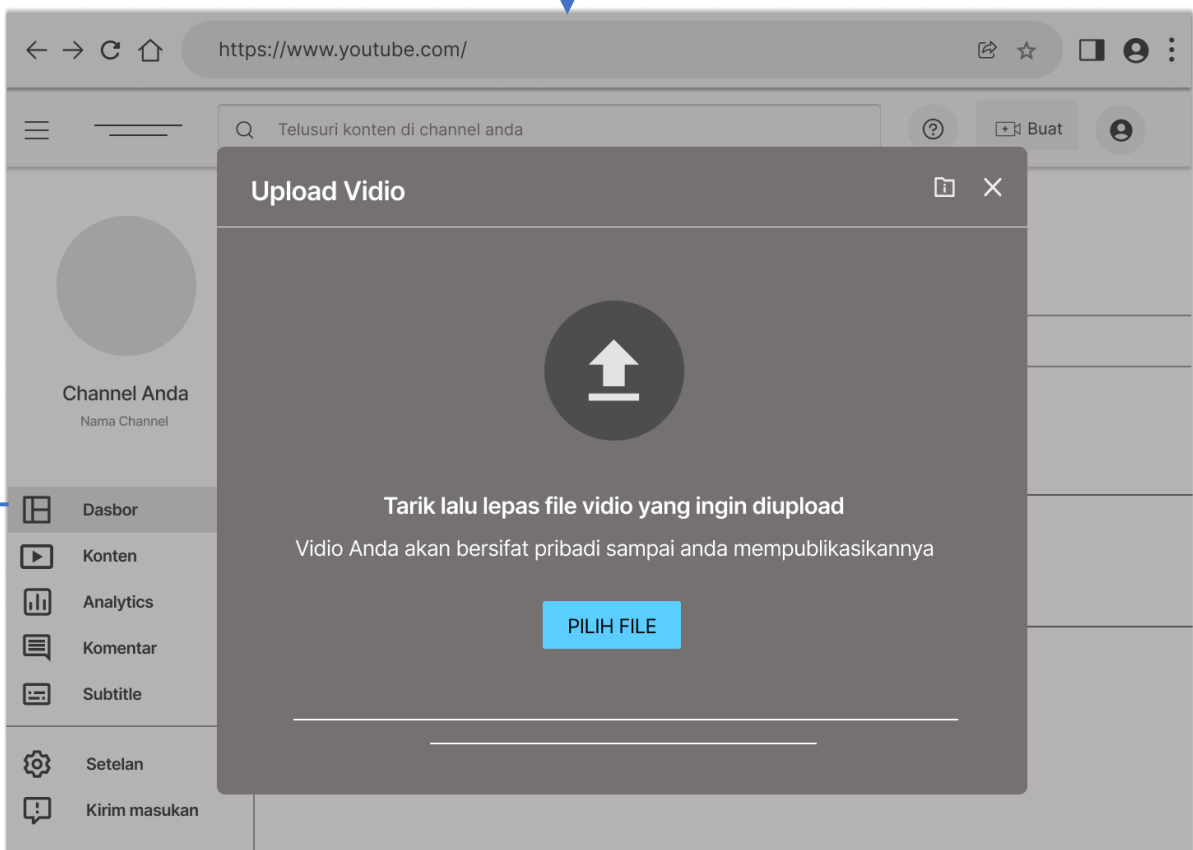 https://www.youtube.com/
Telusuri konten di channel anda
Buat
Upload Vidio
Channel Anda
Nama Channel
Dasbor
Konten
Analytics
Komentar
Subtitle
Setelan
Kirim masukan
Tarik lalu lepas file vidio yang ingin diupload
Vidio Anda akan bersifat pribadi sampai anda mempublikasikannya
PILIH FILE